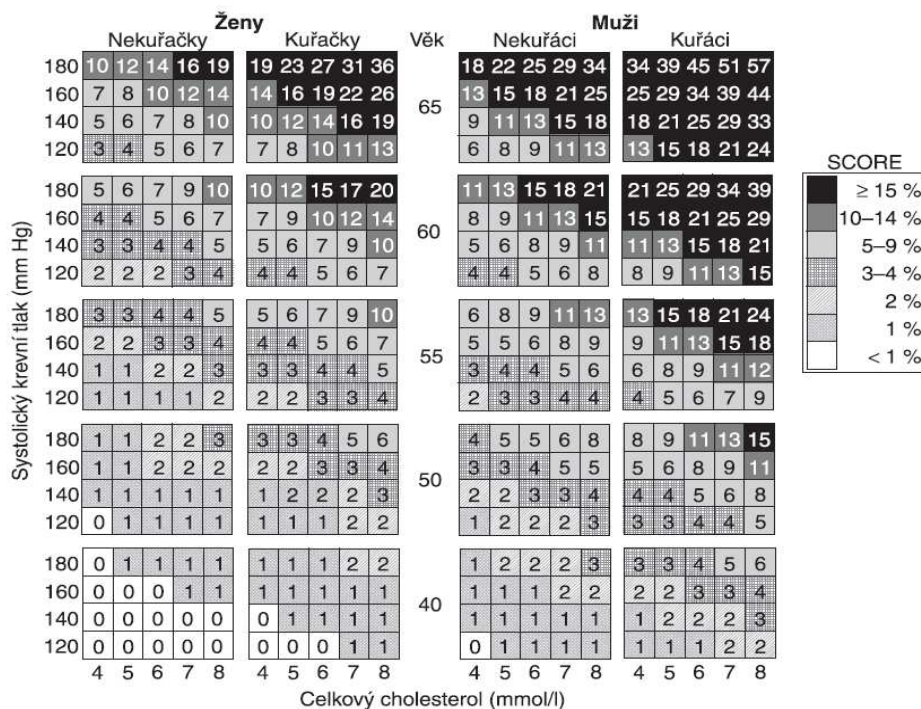 Ženy Muži
Nekuřačky Kuřačky Věk Nekuřáci Kuřáci
180 10 12 14 16 19 19 23 27 31 36 18 22 25 29 34 34 39 45 51 57
160 7 8 10 12 14 14 16 19 22 26 13 15 18 21 25 25 29 34 39 44
65
140 5 6 7 8 10 10 12 14 16 19 9 11 13 15 18 18 21 25 29 33
120 3 4 5 6 7 7 8 10 11 13 6 8 9 11 13 13 15 18 21 24
180 5 6 7 9 10 10 12 15 17 20 11 13 15 18 21 21 25 29 34 39
160 4 4 5 6 7 7 9 10 12 14 8 9 11 13 15 15 18 21 25 29
60
140 3 3 4 4 5 5 6 7 9 10 5 6 8 9 11 11 13 15 18 21
120 2 2 2 3 4 4 4 5 6 7 4 4 5 6 8 8 9 11 13 15
180 3 3 4 4 5 5 6 7 9 10 6 8 9 11 13 13 15 18 21 24
160 2 2 3 3 4 4 4 5 6 7 5 5 6 8 9 9 11 13 15 18
55
140 1 1 2 2 3 3 3 4 4 5 3 4 4 5 6 6 8 9 11 12
120 1 1 1 1 2 2 2 3 3 4 2 3 3 4 4 4 5 6 7 9
180 1 1 2 2 3 3 3 4 5 6 4 5 5 6 8 8 9 11 13 15
160 1 1 2 2 2 2 2 3 3 4 3 3 4 5 5 5 6 8 9 11
50
140 1 1 1 1 1 1 2 2 2 3 2 2 3 3 4 4 4 5 6 8
120 0 1 1 1 1 1 1 1 2 2 1 2 2 2 3 3 3 4 4 5
180 0 1 1 1 1 1 1 1 2 2 1 2 2 2 3 3 3 4 5 6
160 0 0 0 1 1 1 1 1 1 1 1 1 1 2 2 2 2 3 3 4
40
140 0 0 0 0 0 0 1 1 1 1 1 1 1 1 1 1 2 2 2 3
120 0 0 0 0 0 0 0 0 1 1 0 1 1 1 1 1 1 1 2 2
4 5 6 7 8 4 5 6 7 8 4 5 6 7 8 4 5 6 7 8
Celkový cholesterol (mmol/l)
Systolický krevní tlak (mm Hg)
SCORE
≥ 15 %
10–14 %
5–9 %
3–4 %
2 %
1 %
< 1 %